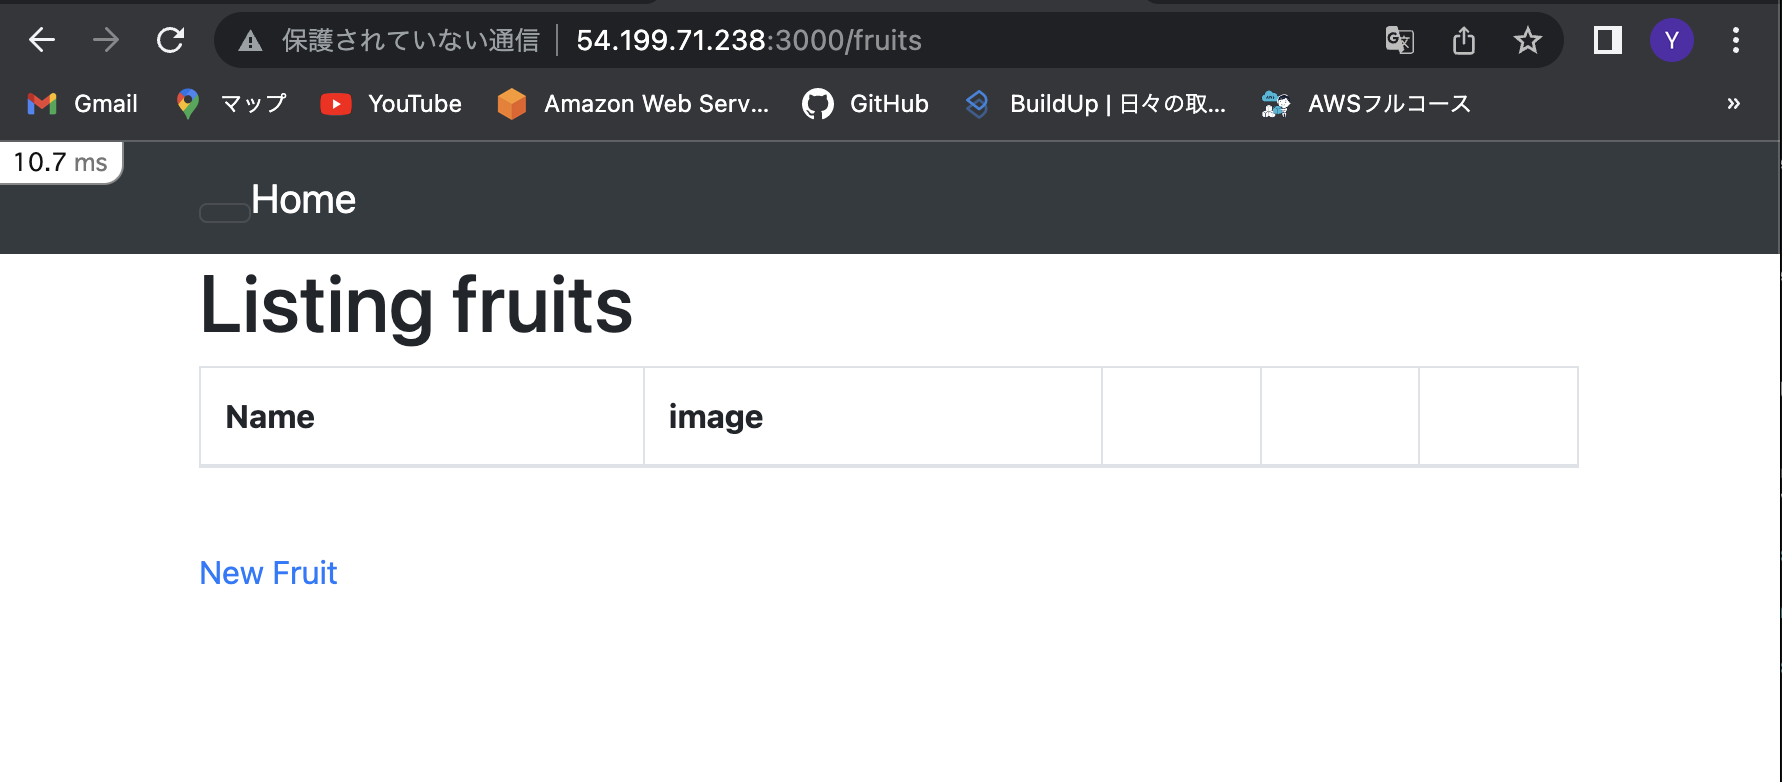 保護されていない通信 54.199.71.238:3000/fruits Y
Gmail マップ YouTube Amazon Web Serv... GitHub BuildUp | 日々の取... AWSフルコース »
10.7 ms
Home
Listing fruits
Name image
New Fruit